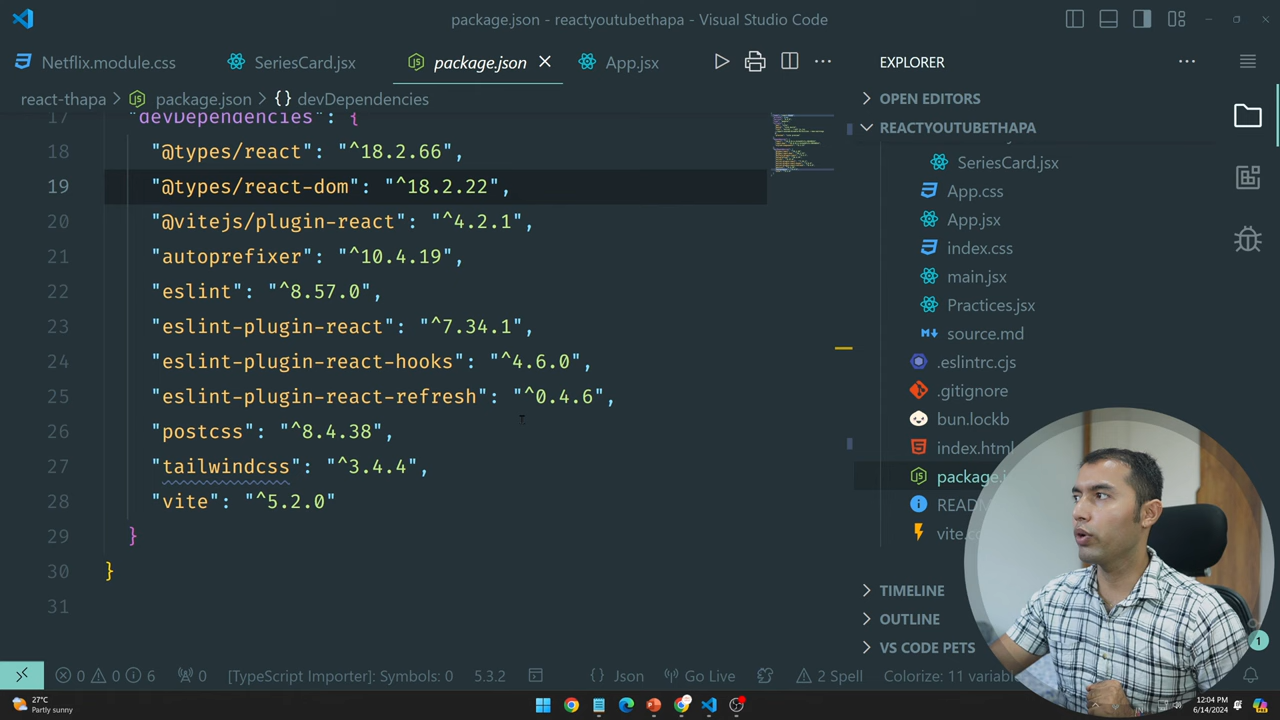 package.json - reactyoutubethapa - Visual Studio Code
Netflix.module.css
SeriesCard.jsx
package.json
App.jsx
react-thapa > package.json > {} devDependencies
17 "devDependencies": {
18 "@types/react": "^18.2.66",
19 "@types/react-dom": "^18.2.22",
20 "@vitejs/plugin-react": "^4.2.1",
21 "autoprefixer": "^10.4.19",
22 "eslint": "^8.57.0",
23 "eslint-plugin-react": "^7.34.1",
24 "eslint-plugin-react-hooks": "^4.6.0",
25 "eslint-plugin-react-refresh": "^0.4.6",
26 "postcss": "^8.4.38",
27 "tailwindcss": "^3.4.4",
28 "vite": "^5.2.0"
29 }
30 }
31
EXPLORER
OPEN EDITORS
REACTYOUTUBETHAPA
SeriesCard.jsx
App.css
App.jsx
index.css
main.jsx
Practices.jsx
source.md
.eslintrc.cjs
.gitignore
bun.lockb
index.html
package.j
READ
vite.c
TIMELINE
OUTLINE
VS CODE PETS
1
0 0 6 0 [TypeScript Importer]: Symbols: 0 5.3.2 {} Json Go Live 2 Spell Colorize: 11 variab
27°C
Partly sunny
12:04 PM
6/14/2024